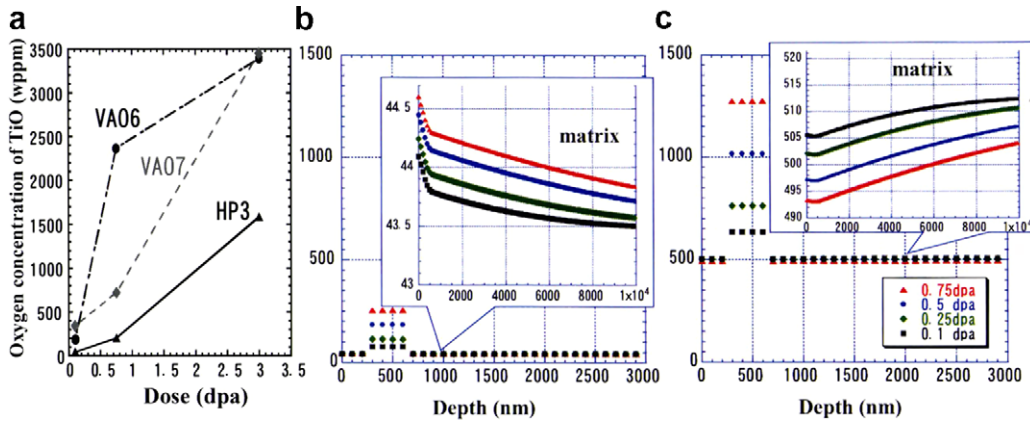 a
Oxygen concentration of TiO (wppm)
3500
3000
2500
2000
1500
1000
500
0
VA06
VA07
HP3
0 0.5 1 1.5 2 2.5 3 3.5
Dose (dpa)
b
1500
1000
500
0
0 500 1000 1500 2000 2500 3000
Depth (nm)
matrix
44.5
44
43.5
43
0 2000 4000 6000 8000 1x10⁴
c
1500
1000
500
0
0 500 1000 1500 2000 2500 3000
Depth (nm)
matrix
520
515
510
505
500
495
490
0 2000 4000 6000 8000 1x10⁴
0.75dpa
0.5 dpa
0.25dpa
0.1 dpa